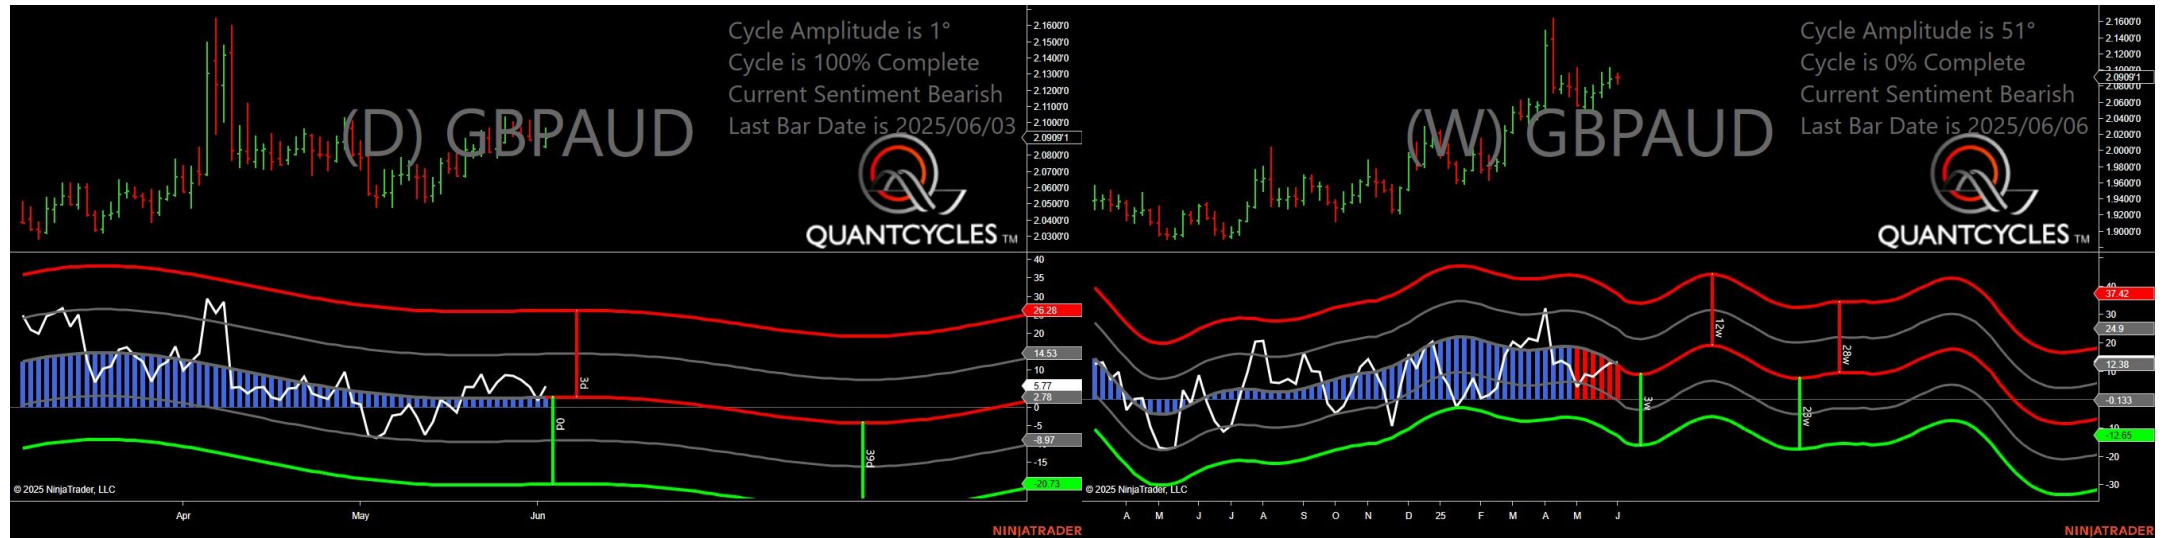 Cycle Amplitude is 1°
Cycle is 100% Complete
Current Sentiment Bearish
Last Bar Date is 2025/06/03
(D) GBPAUD
QUANTCYCLES TM
2.1600'0
2.1500'0
2.1400'0
2.1300'0
2.1200'0
2.1100'0
2.1000'0
2.0909'1
2.0800'0
2.0700'0
2.0600'0
2.0500'0
2.0400'0
2.0300'0
40
35
30
26.28
20
14.53
10
5.77
2.78
0
-5
-8.97
-15
-20.73
3d
0d
39d
© 2025 NinjaTrader, LLC
Apr
May
Jun
NINJATRADER
Cycle Amplitude is 51°
Cycle is 0% Complete
Current Sentiment Bearish
Last Bar Date is 2025/06/06
(W) GBPAUD
QUANTCYCLES TM
2.1600'0
2.1400'0
2.1200'0
2.0909'1
2.0600'0
2.0400'0
2.0200'0
2.0000'0
1.9800'0
1.9600'0
1.9400'0
1.9200'0
1.9000'0
37.42
30
24.9
20
12.38
-0.133
-12.65
-20
-30
12w
28w
3w
28w
© 2025 NinjaTrader, LLC
A
M
J
J
A
S
O
N
D
25
F
M
A
M
J
NINJATRADER